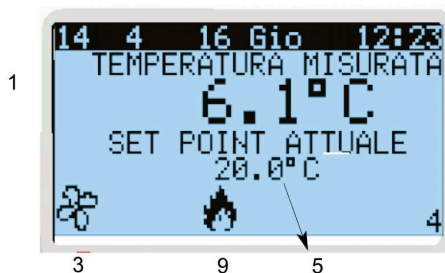 14 4 16 Gio 12:23
TEMPERATURA MISURATA
1
6.1°C
SET POINT ATTUALE
20.0°C
4
3 9 5